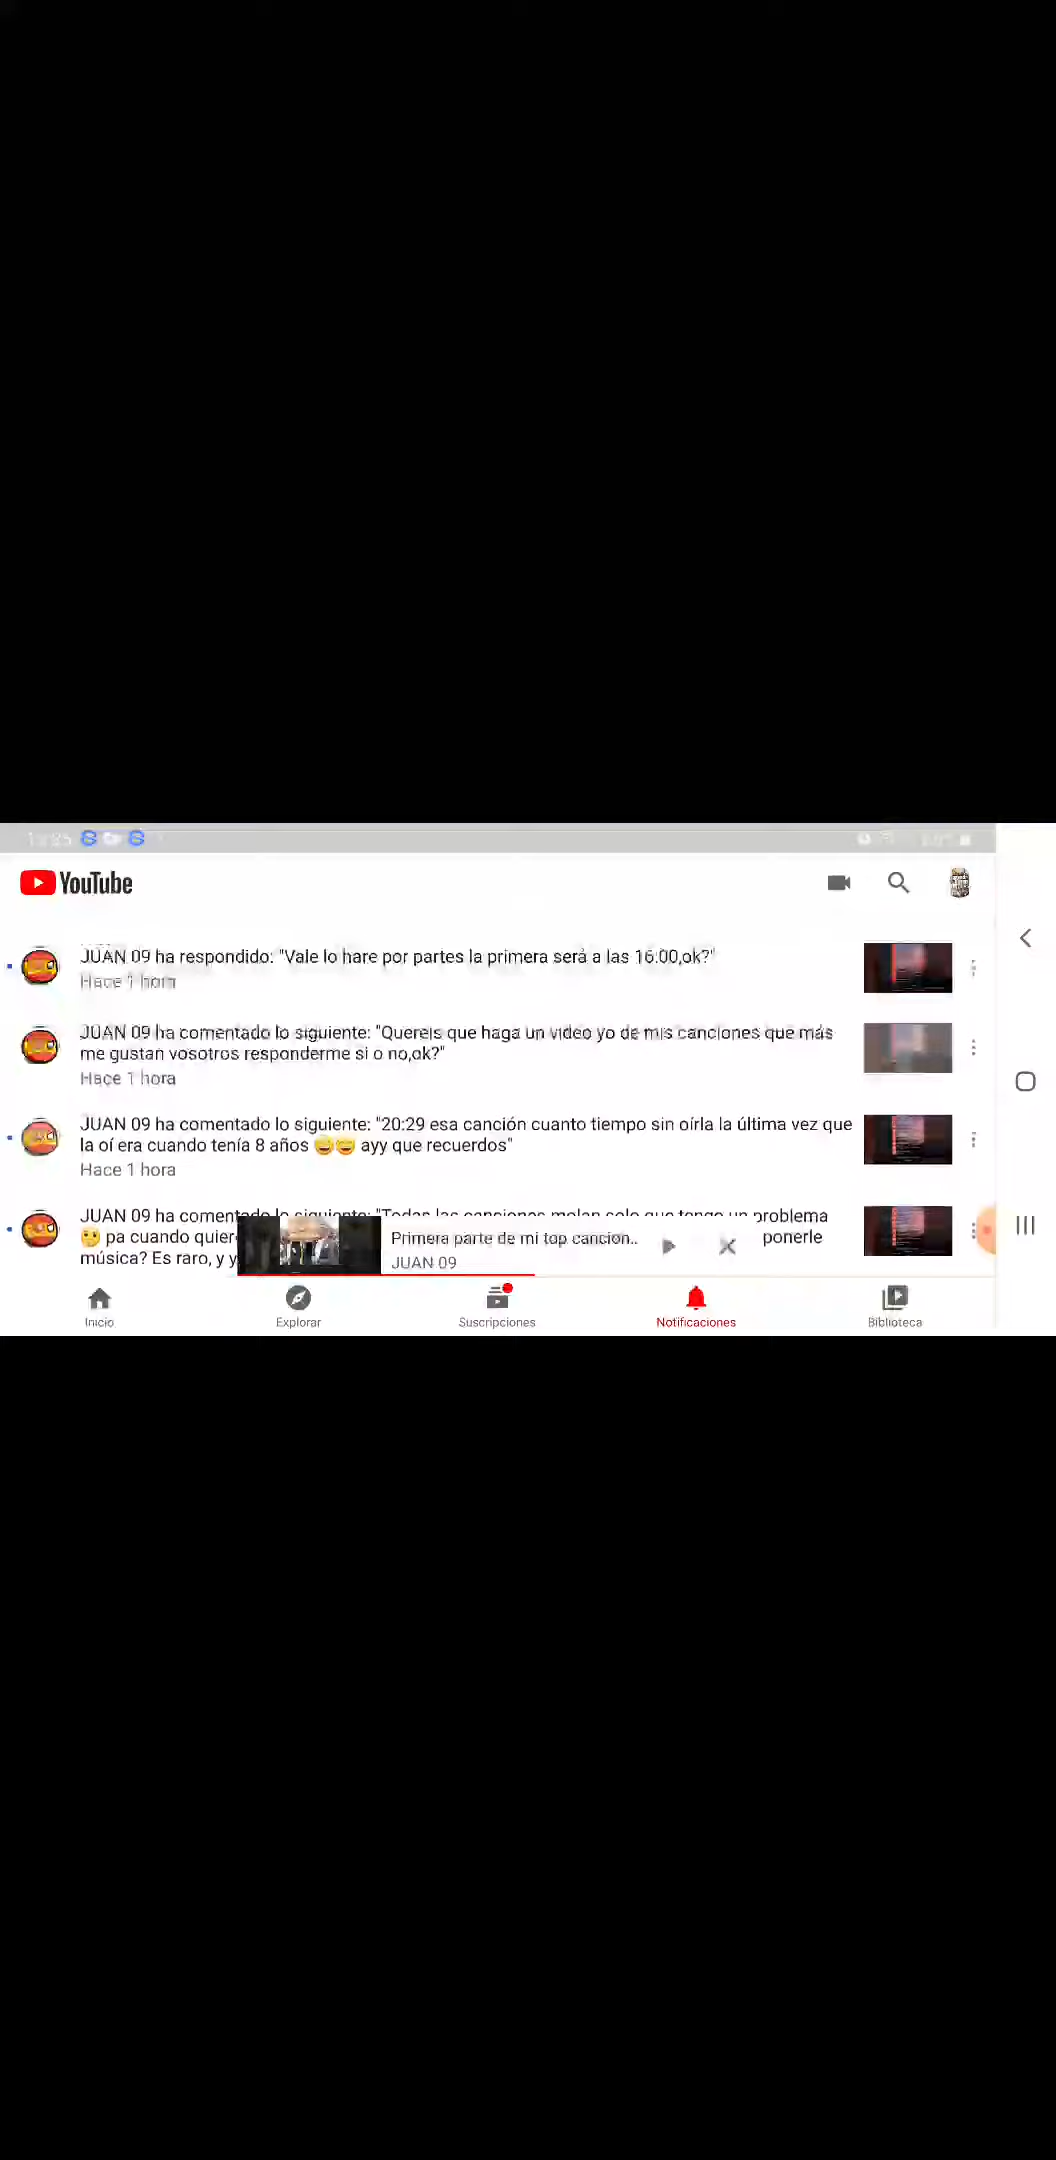 YouTube
JUAN 09 ha respondido: "Vale lo hare por partes la primera será a las 16:00,ok?"
Hace 1 hora
JUAN 09 ha comentado lo siguiente: "Quereis que haga un video yo de mis canciones que más
me gustan vosotros responderme si o no,ok?"
Hace 1 hora
JUAN 09 ha comentado lo siguiente: "20:29 esa canción cuanto tiempo sin oírla la última vez que
la oí era cuando tenía 8 años 😅😅 ayy que recuerdos"
Hace 1 hora
JUAN 09 ha comentado lo siguiente: "Todas las canciones molan solo que tengo un problema
🤔 pa cuando quier ponerle
música? Es raro, y y
Primera parte de mi top canción..
JUAN 09
Inicio Explorar Suscripciones Notificaciones Biblioteca